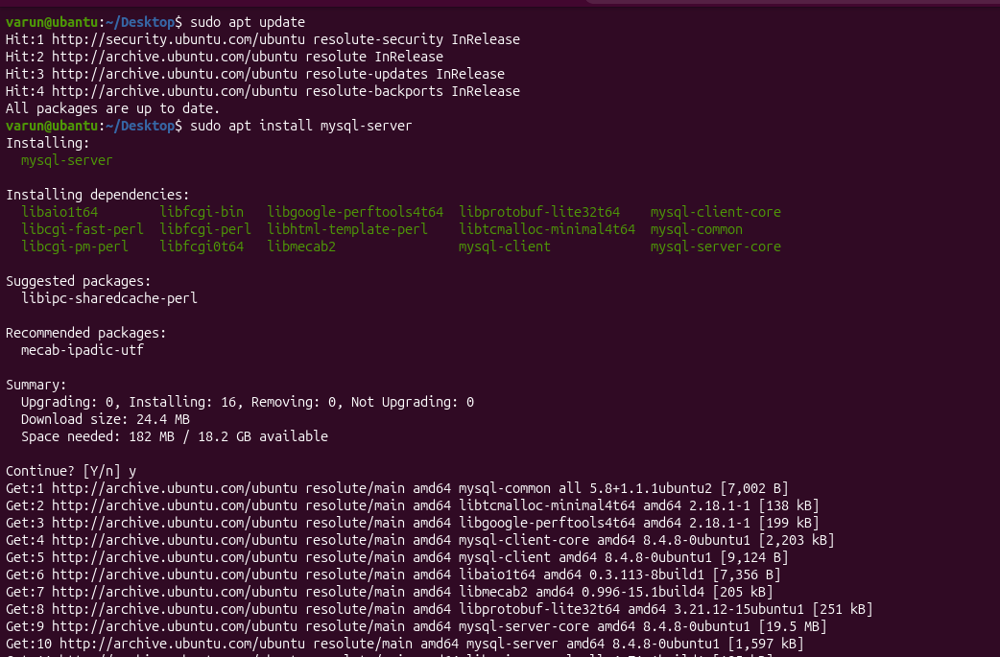 varun@ubantu:~/Desktop$ sudo apt update
Hit:1 http://security.ubuntu.com/ubuntu resolute-security InRelease
Hit:2 http://archive.ubuntu.com/ubuntu resolute InRelease
Hit:3 http://archive.ubuntu.com/ubuntu resolute-updates InRelease
Hit:4 http://archive.ubuntu.com/ubuntu resolute-backports InRelease
All packages are up to date.
varun@ubantu:~/Desktop$ sudo apt install mysql-server
Installing:
  mysql-server

Installing dependencies:
  libaio1t64        libfcgi-bin   libgoogle-perftools4t64  libprotobuf-lite32t64    mysql-client-core
  libcgi-fast-perl  libfcgi-perl  libhtml-template-perl    libtcmalloc-minimal4t64  mysql-common
  libcgi-pm-perl    libfcgi0t64   libmecab2                mysql-client             mysql-server-core

Suggested packages:
  libipc-sharedcache-perl

Recommended packages:
  mecab-ipadic-utf

Summary:
  Upgrading: 0, Installing: 16, Removing: 0, Not Upgrading: 0
  Download size: 24.4 MB
  Space needed: 182 MB / 18.2 GB available

Continue? [Y/n] y
Get:1 http://archive.ubuntu.com/ubuntu resolute/main amd64 mysql-common all 5.8+1.1.1ubuntu2 [7,002 B]
Get:2 http://archive.ubuntu.com/ubuntu resolute/main amd64 libtcmalloc-minimal4t64 amd64 2.18.1-1 [138 kB]
Get:3 http://archive.ubuntu.com/ubuntu resolute/main amd64 libgoogle-perftools4t64 amd64 2.18.1-1 [199 kB]
Get:4 http://archive.ubuntu.com/ubuntu resolute/main amd64 mysql-client-core amd64 8.4.8-0ubuntu1 [2,203 kB]
Get:5 http://archive.ubuntu.com/ubuntu resolute/main amd64 mysql-client amd64 8.4.8-0ubuntu1 [9,124 B]
Get:6 http://archive.ubuntu.com/ubuntu resolute/main amd64 libaio1t64 amd64 0.3.113-8build1 [7,356 B]
Get:7 http://archive.ubuntu.com/ubuntu resolute/main amd64 libmecab2 amd64 0.996-15.1build4 [205 kB]
Get:8 http://archive.ubuntu.com/ubuntu resolute/main amd64 libprotobuf-lite32t64 amd64 3.21.12-15ubuntu1 [251 kB]
Get:9 http://archive.ubuntu.com/ubuntu resolute/main amd64 mysql-server-core amd64 8.4.8-0ubuntu1 [19.5 MB]
Get:10 http://archive.ubuntu.com/ubuntu resolute/main amd64 mysql-server amd64 8.4.8-0ubuntu1 [1,597 kB]